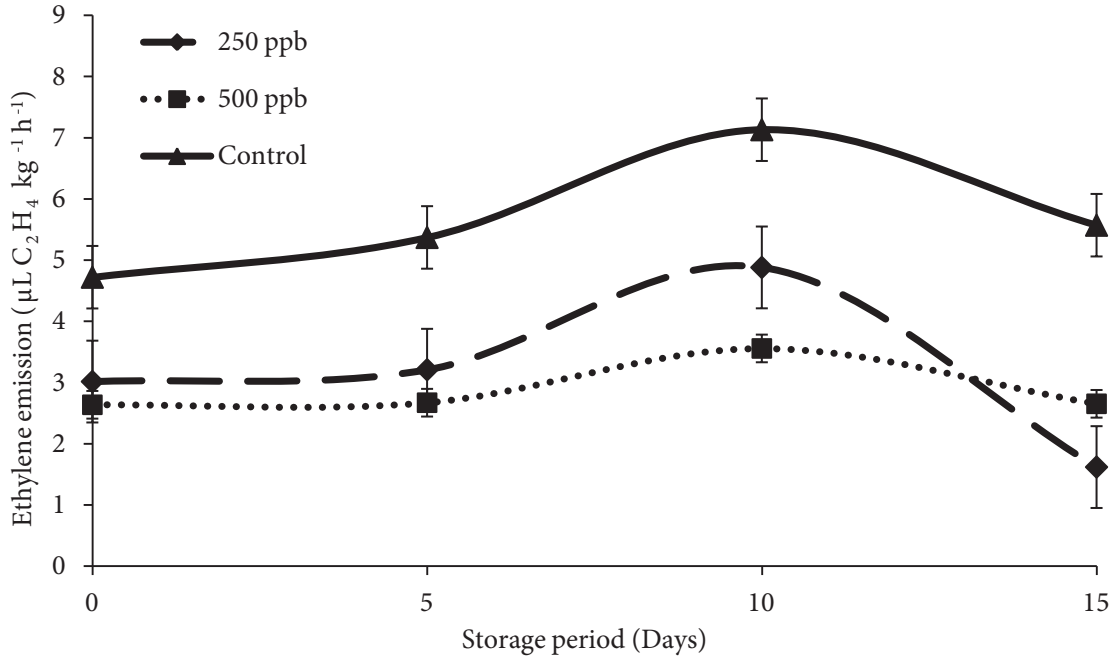 9
8
7
6
5
4
3
2
1
0
Ethylene emission ( µL C₂H₄ kg⁻¹ h⁻¹)
250 ppb
500 ppb
Control
0 5 10 15
Storage period (Days)